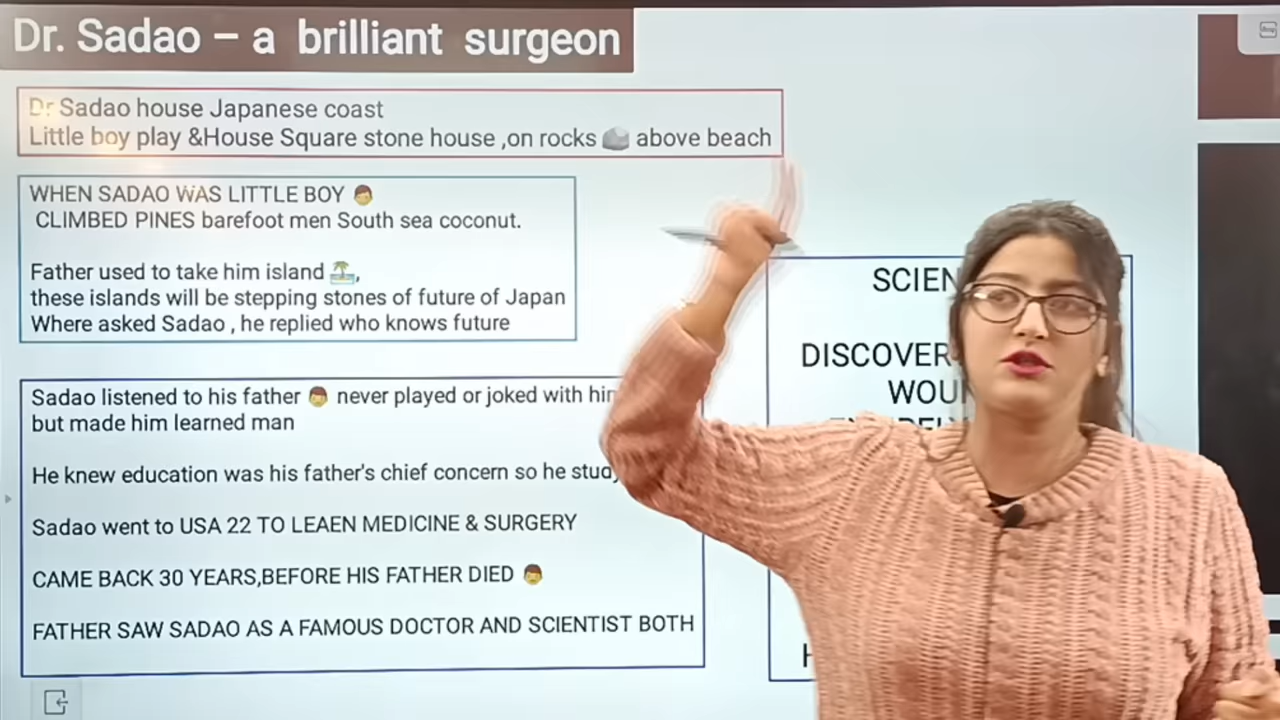 Dr. Sadao – a brilliant surgeon
Dr Sadao house Japanese coast
Little boy play &House Square stone house ,on rocks 🪨 above beach
WHEN SADAO WAS LITTLE BOY 👦
CLIMBED PINES barefoot men South sea coconut.
Father used to take him island 🏝️,
these islands will be stepping stones of future of Japan
Where asked Sadao , he replied who knows future
Sadao listened to his father 👦 never played or joked with him
but made him learned man
He knew education was his father's chief concern so he study
Sadao went to USA 22 TO LEAEN MEDICINE & SURGERY
CAME BACK 30 YEARS,BEFORE HIS FATHER DIED 👦
FATHER SAW SADAO AS A FAMOUS DOCTOR AND SCIENTIST BOTH
SCIEN
DISCOVER
WOU
H